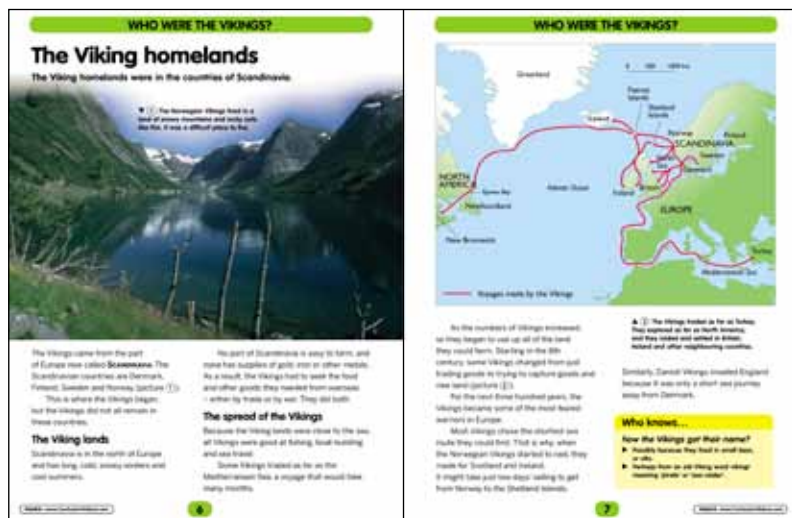 WHO WERE THE VIKINGS?
The Viking homelands
The Viking homelands were in the countries of Scandinavia.
The Norwegian Vikings lived in a
land of snowy mountains and rocky soils
like this. It was a difficult place to live.
The Vikings came from the part
of Europe now called SCANDINAVIA. The
Scandinavian countries are Denmark,
Finland, Sweden and Norway (picture 1).
This is where the Vikings began,
but the Vikings did not all remain in
these countries.
The Viking lands
Scandinavia is in the north of Europe
and has long, cold, snowy winters and
cool summers.
No part of Scandinavia is easy to farm, and
none has supplies of gold, iron or other metals.
As a result, the Vikings had to seek the food
and other goods they needed from overseas
– either by trade or by war. They did both.
The spread of the Vikings
Because the Viking lands were close to the sea,
all Vikings were good at fishing, boat-building
and sea travel.
Some Vikings traded as far as the
Mediterranean Sea, a voyage that would take
many months.
6
WHO WERE THE VIKINGS?
Greenland
Iceland
Faeroe
Islands
Shetland
Islands
Norway
Finland
SCANDINAVIA
Sweden
Denmark
North
Sea
Ireland
Britain
NORTH
AMERICA
Newfoundland
Atlantic Ocean
New Brunswick
EUROPE
Turkey
Mediterranean Sea
Voyages made by the Vikings
2 The Vikings traded as far as Turkey.
They explored as far as North America,
and they raided and settled in Britain,
Ireland and other neighbouring countries.
As the numbers of Vikings increased,
so they began to use up all of the land
they could farm. Starting in the 8th
century, some Vikings changed from just
trading goods to trying to capture goods and
new land (picture 2).
For the next three hundred years, the
Vikings became some of the most feared
warriors in Europe.
Most Vikings chose the shortest sea
route they could find. That is why, when
the Norwegian Vikings started to raid, they
made for Scotland and Ireland.
It might take just two days' sailing to get
from Norway to the Shetland Islands.
Similarly, Danish Vikings invaded England
because it was only a short sea journey
away from Denmark.
Who knows...
How the Vikings got their name?
Possibly because they lived in small bays,
or viks.
Perhaps from an old Viking word vikingr
meaning
7